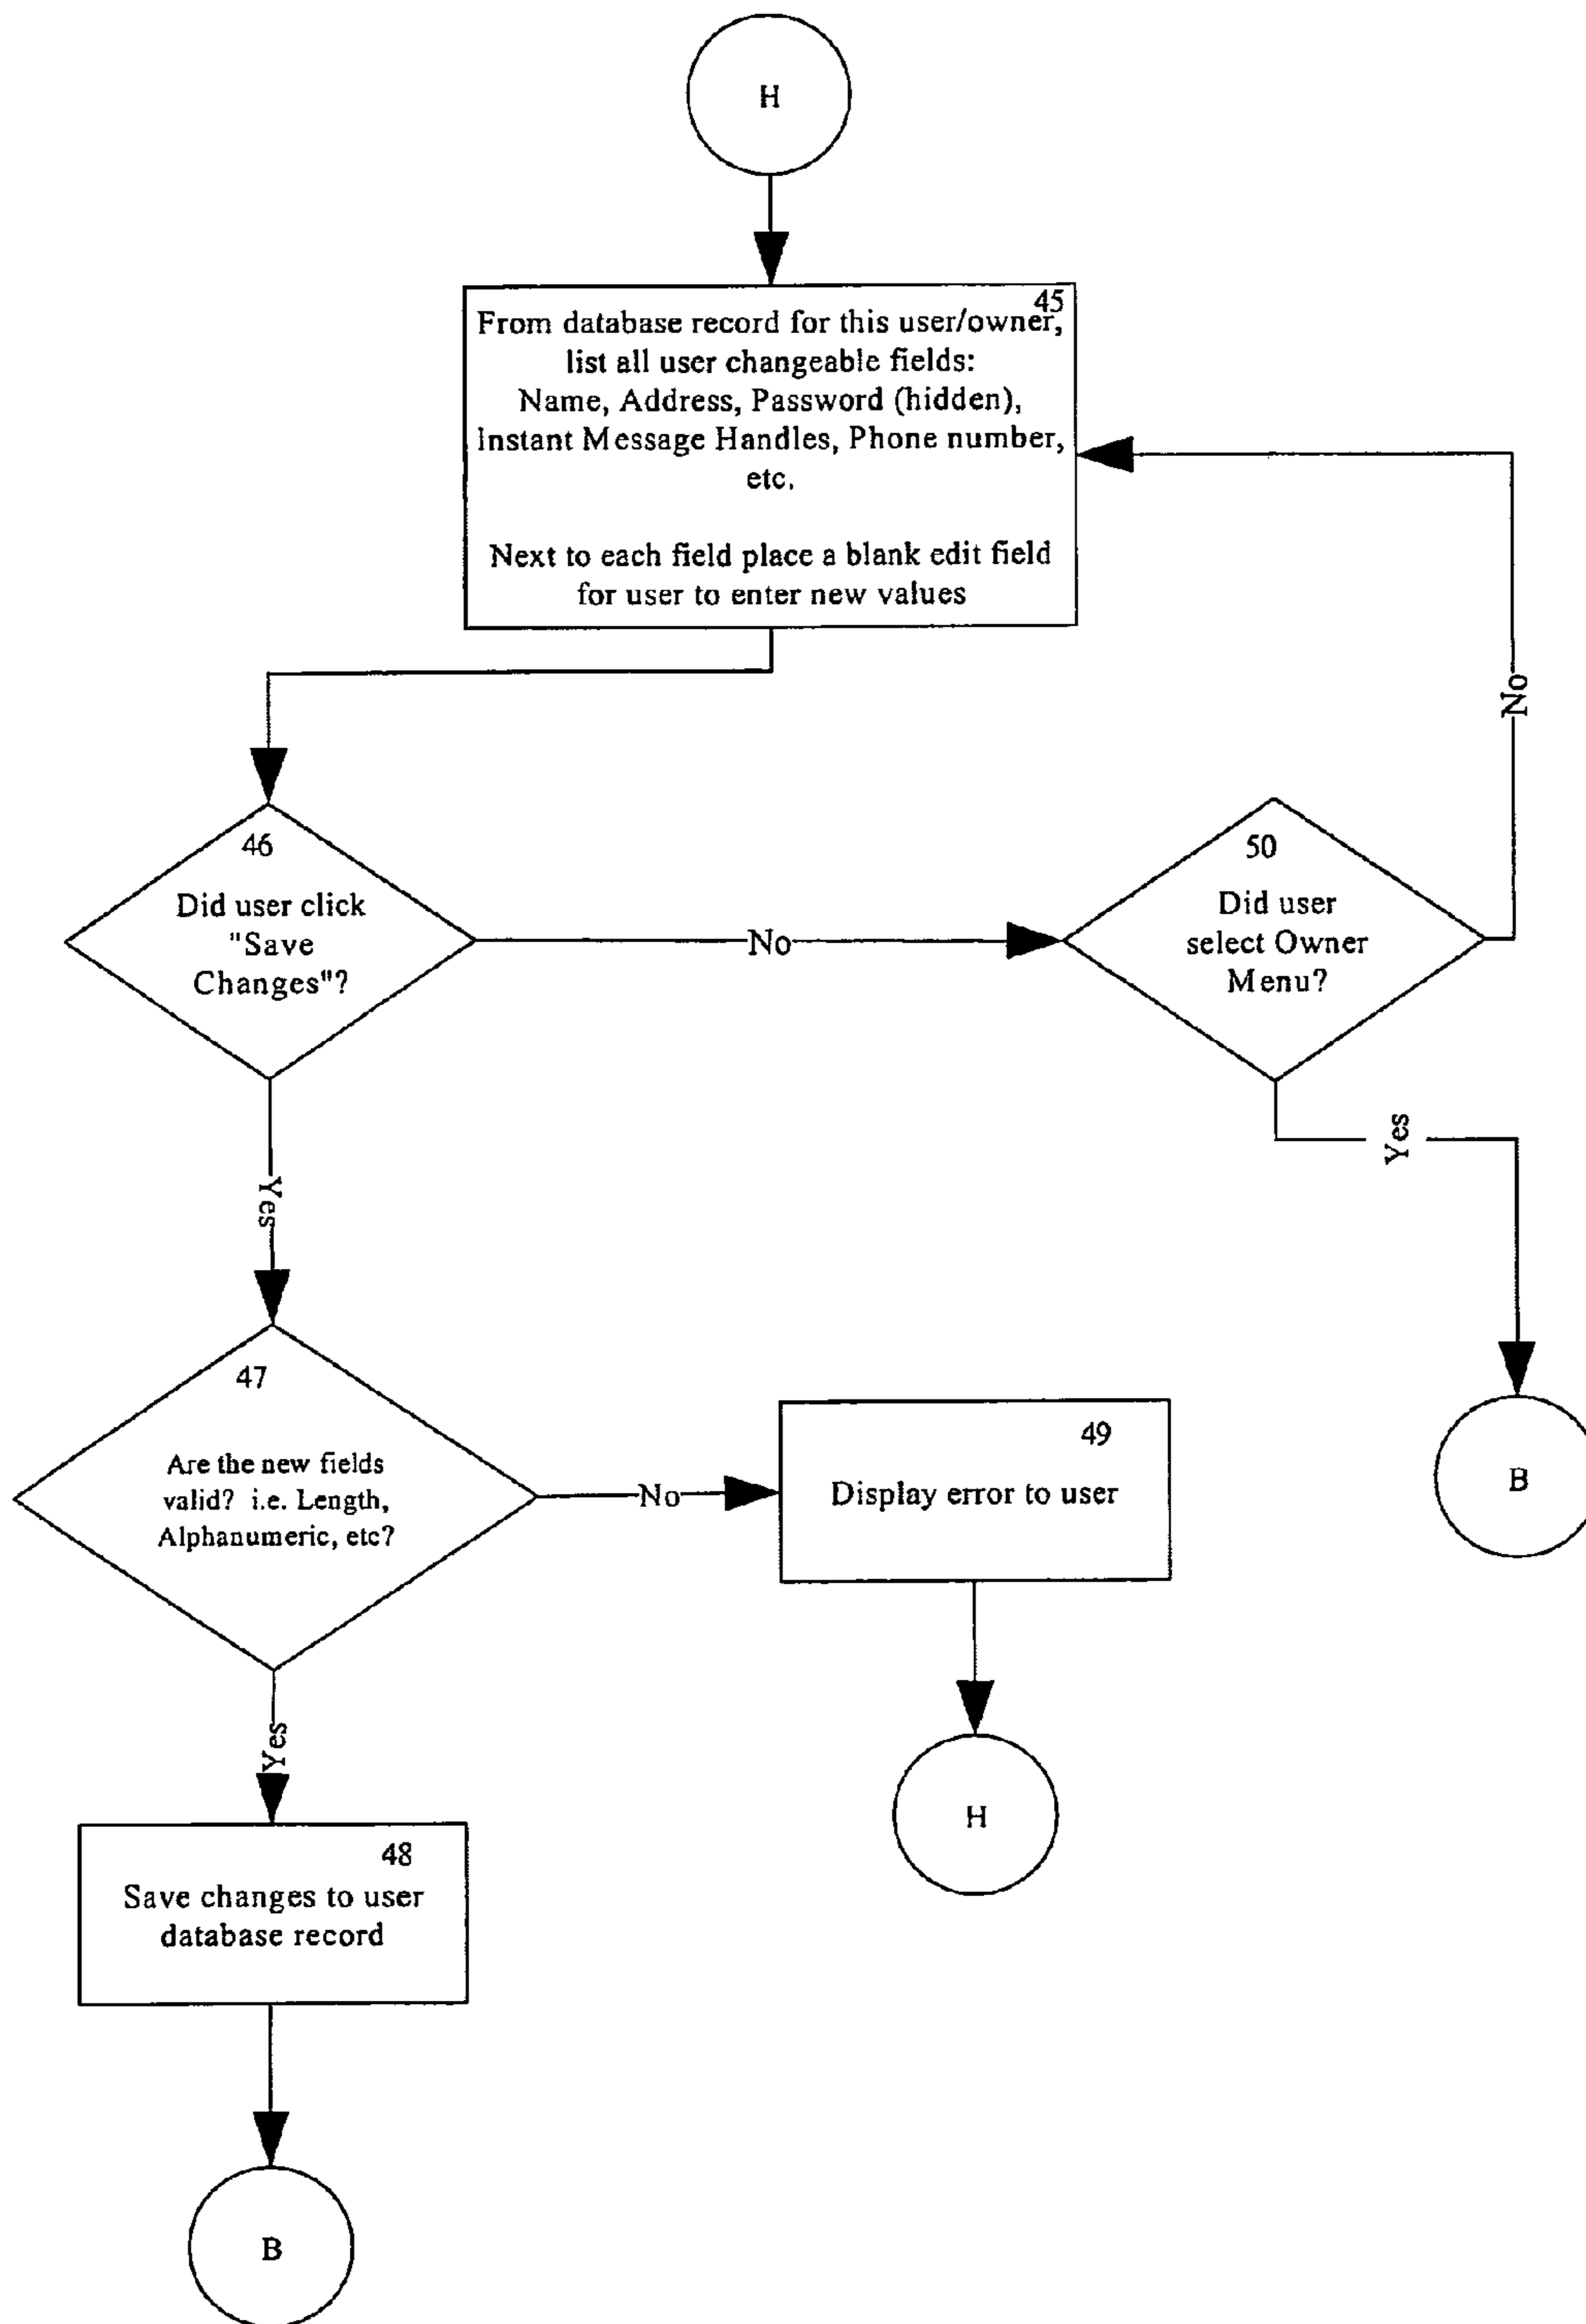 H
45
From database record for this user/owner,
list all user changeable fields:
Name, Address, Password (hidden),
Instant Message Handles, Phone number,
etc.
Next to each field place a blank edit field
for user to enter new values
No
46
Did user click
"Save
Changes"?
No
50
Did user
select Owner
Menu?
Yes
Yes
47
Are the new fields
valid? i.e. Length,
Alphanumeric, etc?
No
49
Display error to user
B
Yes
H
48
Save changes to user
database record
B